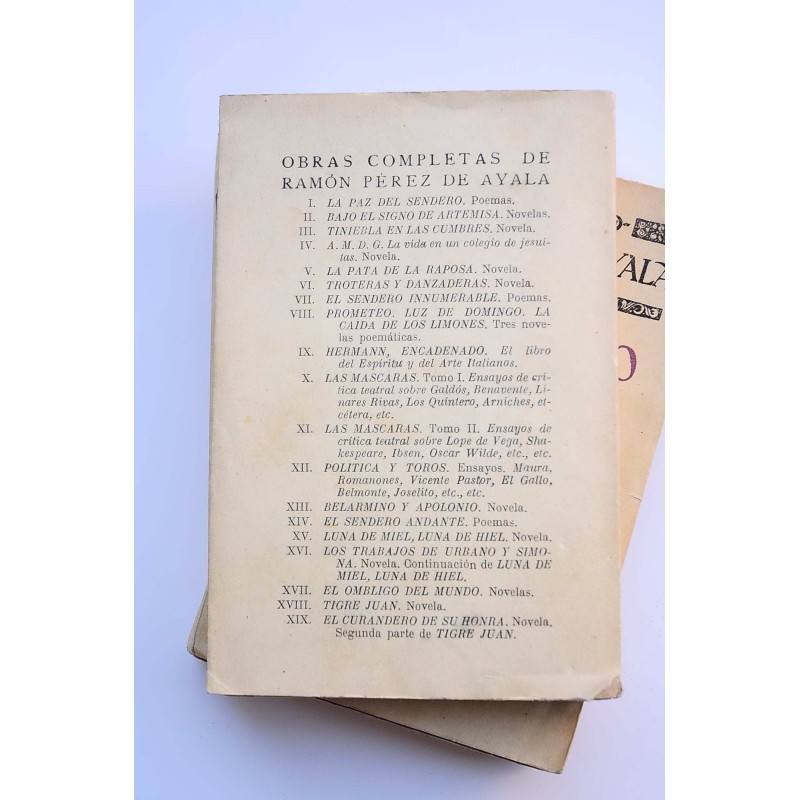 OBRAS COMPLETAS DE
RAMÓN PÉREZ DE AYALA
I. LA PAZ DEL SENDERO. Poemas.
II. BAJO EL SIGNO DE ARTEMISA. Novelas.
III. TINIEBLA EN LAS CUMBRES. Novela.
IV. A. M. D. G. La vida en un colegio de jesui-
tas. Novela.
V. LA PATA DE LA RAPOSA. Novela.
VI. TROTERAS Y DANZADERAS. Novela.
VII. EL SENDERO INNUMERABLE. Poemas.
VIII. PROMETEO. LUZ DE DOMINGO. LA
CAIDA DE LOS LIMONES. Tres nove-
las poemáticas.
IX. HERMANN, ENCADENADO. El libro
del Espíritu y del Arte Italianos.
X. LAS MASCARAS. Tomo I. Ensayos de crí-
tica teatral sobre Galdós, Benavente, Li-
nares Rivas, Los Quintero, Arniches, et-
cétera, etc.
XI. LAS MASCARAS. Tomo II. Ensayos de
crítica teatral sobre Lope de Vega, Sha-
kespeare, Ibsen, Oscar Wilde, etc., etc.
XII. POLITICA Y TOROS. Ensayos. Maura,
Romanones, Vicente Pastor, El Gallo,
Belmonte, Joselito, etc., etc.
XIII. BELARMINO Y APOLONIO. Novela.
XIV. EL SENDERO ANDANTE. Poemas.
XV. LUNA DE MIEL, LUNA DE HIEL. Novela.
XVI. LOS TRABAJOS DE URBANO Y SIMO-
NA. Novela. Continuación de LUNA DE
MIEL, LUNA DE HIEL.
XVII. EL OMBLIGO DEL MUNDO. Novelas.
XVIII. TIGRE JUAN. Novela.
XIX. EL CURANDERO DE SU HONRA. Novela.
Segunda parte de TIGRE JUAN.
O-
YALA
O